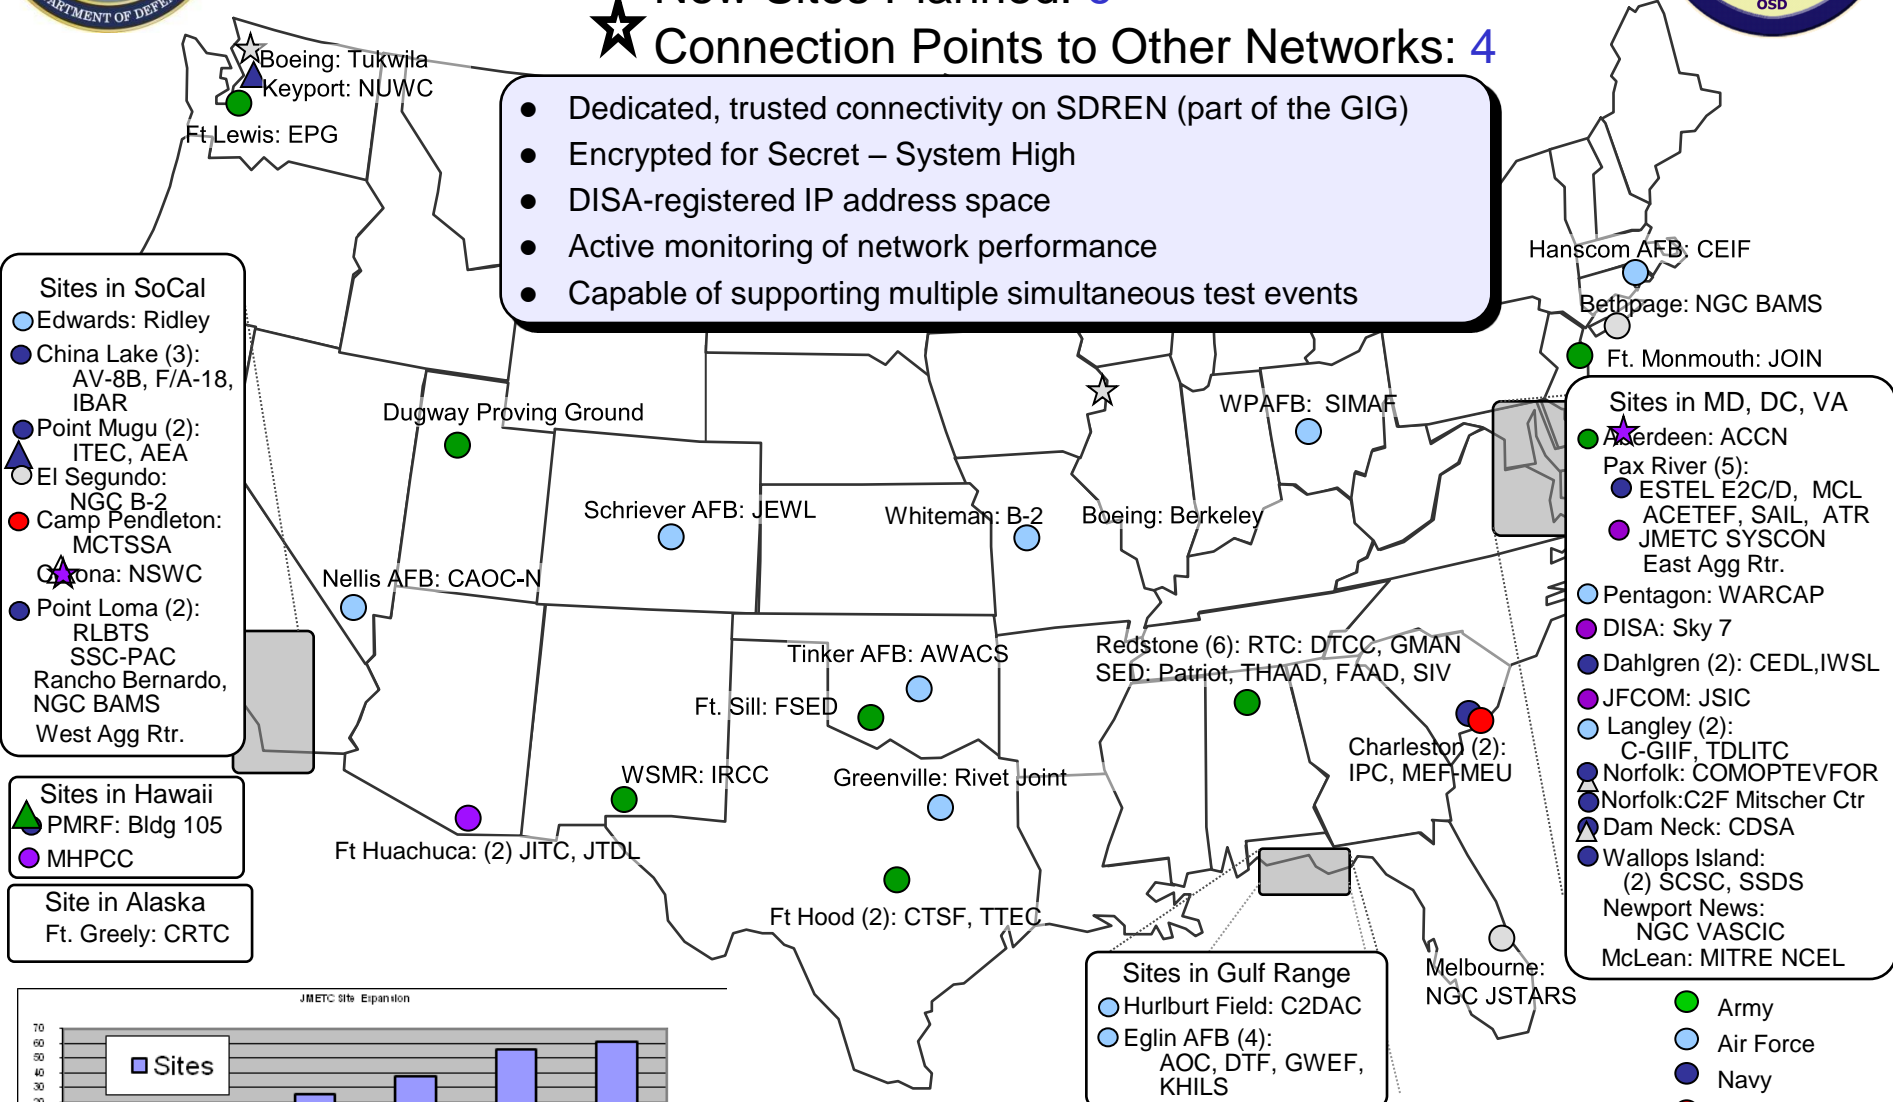 ARTMENT OF DEFE
OSD
Connection Points to Other Networks: 4
Boeing: Tukwila
Keyport: NUWC
Ft Lewis: EPG
● Dedicated, trusted connectivity on SDREN (part of the GIG)
● Encrypted for Secret – System High
● DISA-registered IP address space
● Active monitoring of network performance
● Capable of supporting multiple simultaneous test events
Hanscom AFB: CEIF
Bethpage: NGC BAMS
Ft. Monmouth: JOIN
Sites in SoCal
Edwards: Ridley
China Lake (3):
AV-8B, F/A-18,
IBAR
Point Mugu (2):
ITEC, AEA
El Segundo:
NGC B-2
Camp Pendleton:
MCTSSA
Corona: NSWC
Point Loma (2):
RLBTS
SSC-PAC
Rancho Bernardo,
NGC BAMS
West Agg Rtr.
Sites in Hawaii
PMRF: Bldg 105
MHPCC
Site in Alaska
Ft. Greely: CRTC
Dugway Proving Ground
Schriever AFB: JEWL
Nellis AFB: CAOC-N
Whiteman: B-2
Boeing: Berkeley
WPAFB: SIMAF
Tinker AFB: AWACS
Ft. Sill: FSED
WSMR: IRCC
Greenville: Rivet Joint
Ft Huachuca: (2) JITC, JTDL
Ft Hood (2): CTSF, TTEC
Redstone (6): RTC: DTCC, GMAN
SED: Patriot, THAAD, FAAD, SIV
Charleston (2):
IPC, MEF-MEU
Melbourne:
NGC JSTARS
Sites in MD, DC, VA
Aberdeen: ACCN
Pax River (5):
ESTEL E2C/D, MCL
ACETEF, SAIL, ATR
JMETC SYSCON
East Agg Rtr.
Pentagon: WARCAP
DISA: Sky 7
Dahlgren (2): CEDL,IWSL
JFCOM: JSIC
Langley (2):
C-GIIF, TDLITC
Norfolk: COMOPTEVFOR
Norfolk:C2F Mitscher Ctr
Dam Neck: CDSA
Wallops Island:
(2) SCSC, SSDS
Newport News:
NGC VASCIC
McLean: MITRE NCEL
Sites in Gulf Range
Hurlburt Field: C2DAC
Eglin AFB (4):
AOC, DTF, GWEF,
KHILS
Army
Air Force
Navy
JMETC Site Expansion
70
60
50
40
30
Sites